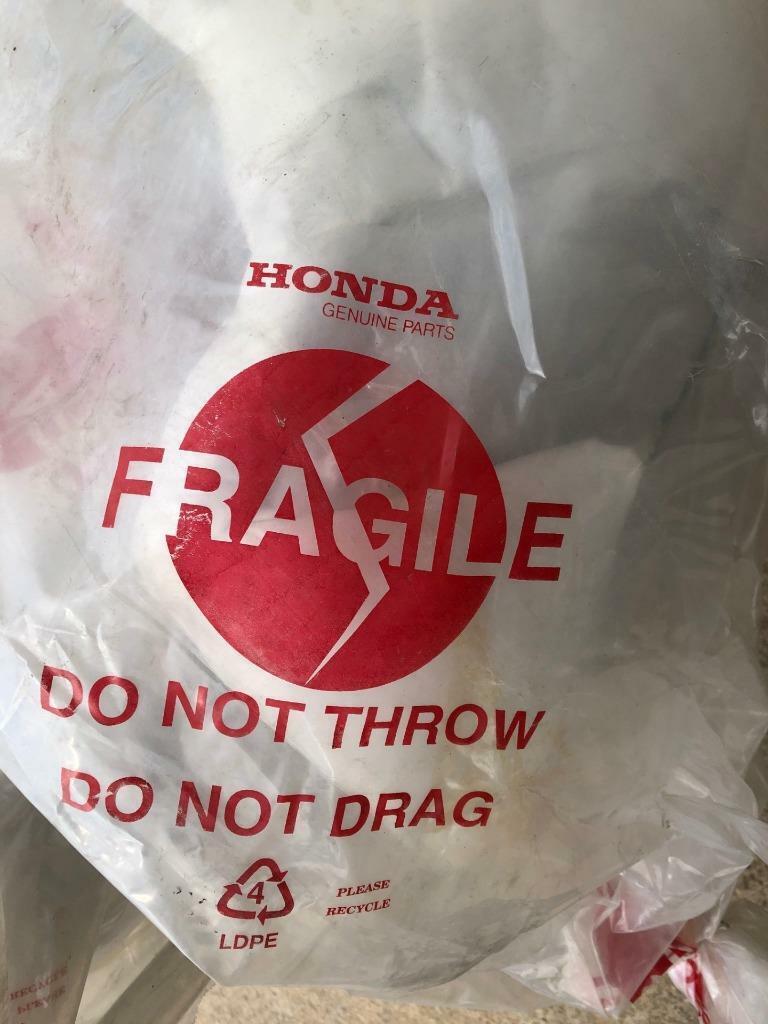 HONDA
GENUINE PARTS
FRAGILE
DO NOT THROW
DO NOT DRAG
4
LDPE
PLEASE
RECYCLE